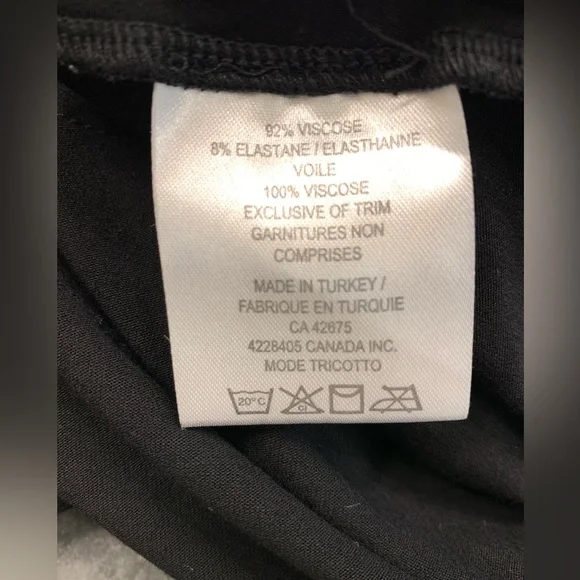 92% VISCOSE
8% ELASTANE / ELASTHANNE
VOILE
100% VISCOSE
EXCLUSIVE OF TRIM
GARNITURES NON
COMPRISES
MADE IN TURKEY /
FABRIQUE EN TURQUIE
CA 42675
4228405 CANADA INC.
MODE TRICOTTO
20°C CI